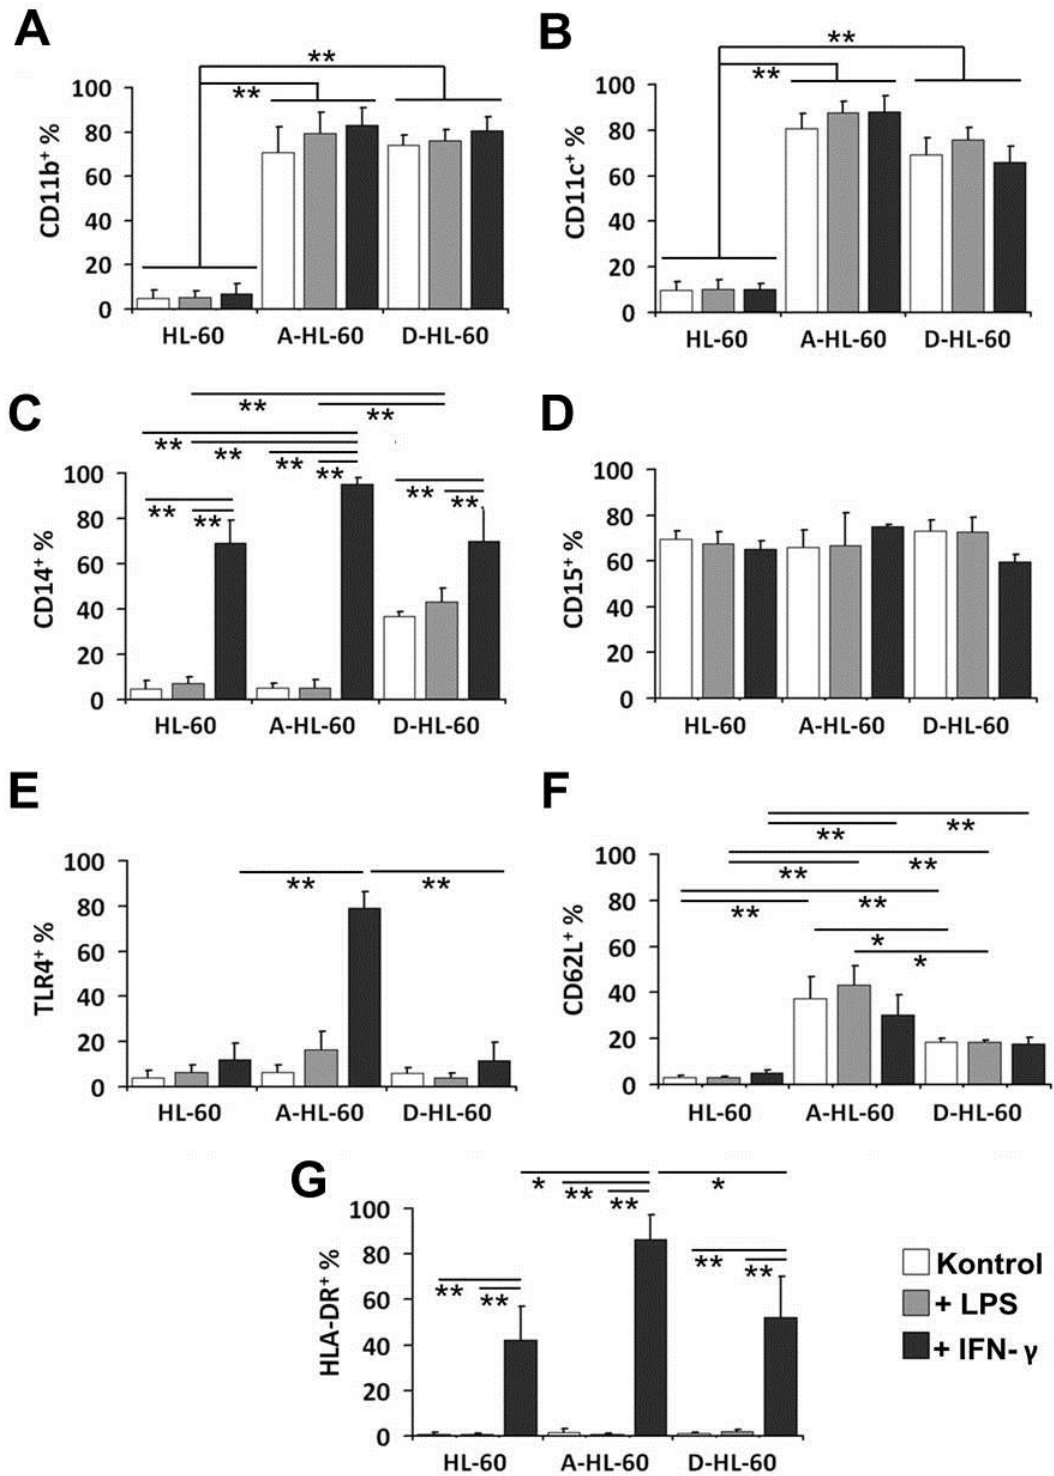 A
**
**
CD11b+ %
100
80
60
40
20
0
HL-60 A-HL-60 D-HL-60
B
**
**
CD11c+ %
100
80
60
40
20
0
HL-60 A-HL-60 D-HL-60
C
** **
** ** ** **
** **
** **
CD14+ %
100
80
60
40
20
0
HL-60 A-HL-60 D-HL-60
D
CD15+ %
100
80
60
40
20
0
HL-60 A-HL-60 D-HL-60
E
** **
TLR4+ %
100
80
60
40
20
0
HL-60 A-HL-60 D-HL-60
F
** **
** **
** **
*
*
CD62L+ %
100
80
60
40
20
0
HL-60 A-HL-60 D-HL-60
G
* ** ** *
** **
** **
HLA-DR+ %
100
80
60
40
20
0
HL-60 A-HL-60 D-HL-60
Kontrol
+ LPS
+ IFN- γ